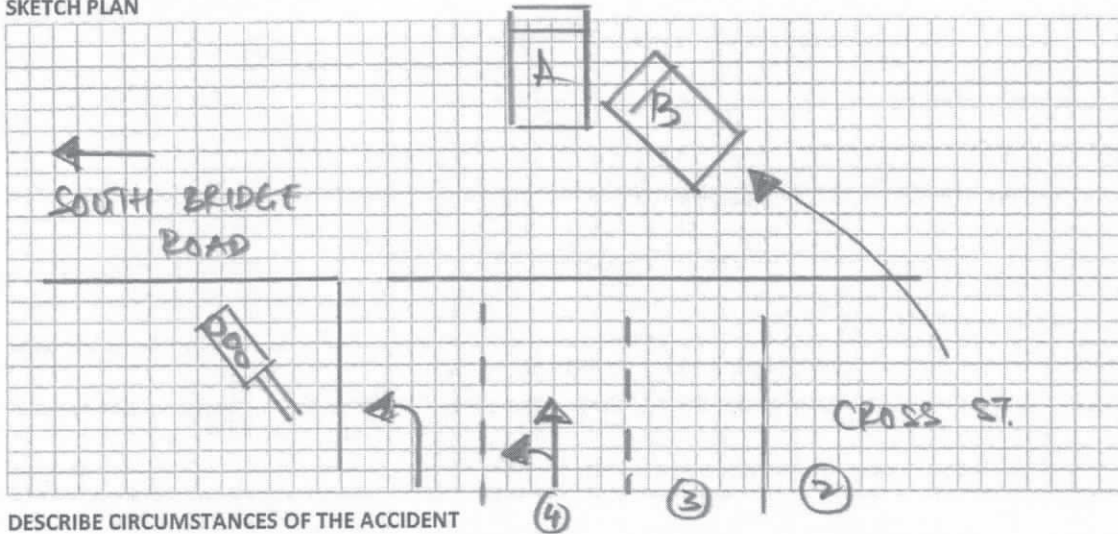 SKETCH PLAN
A
B
SOUTH BRIDGE
ROAD
CROSS ST.
④ ③ ②
DESCRIBE CIRCUMSTANCES OF THE ACCIDENT